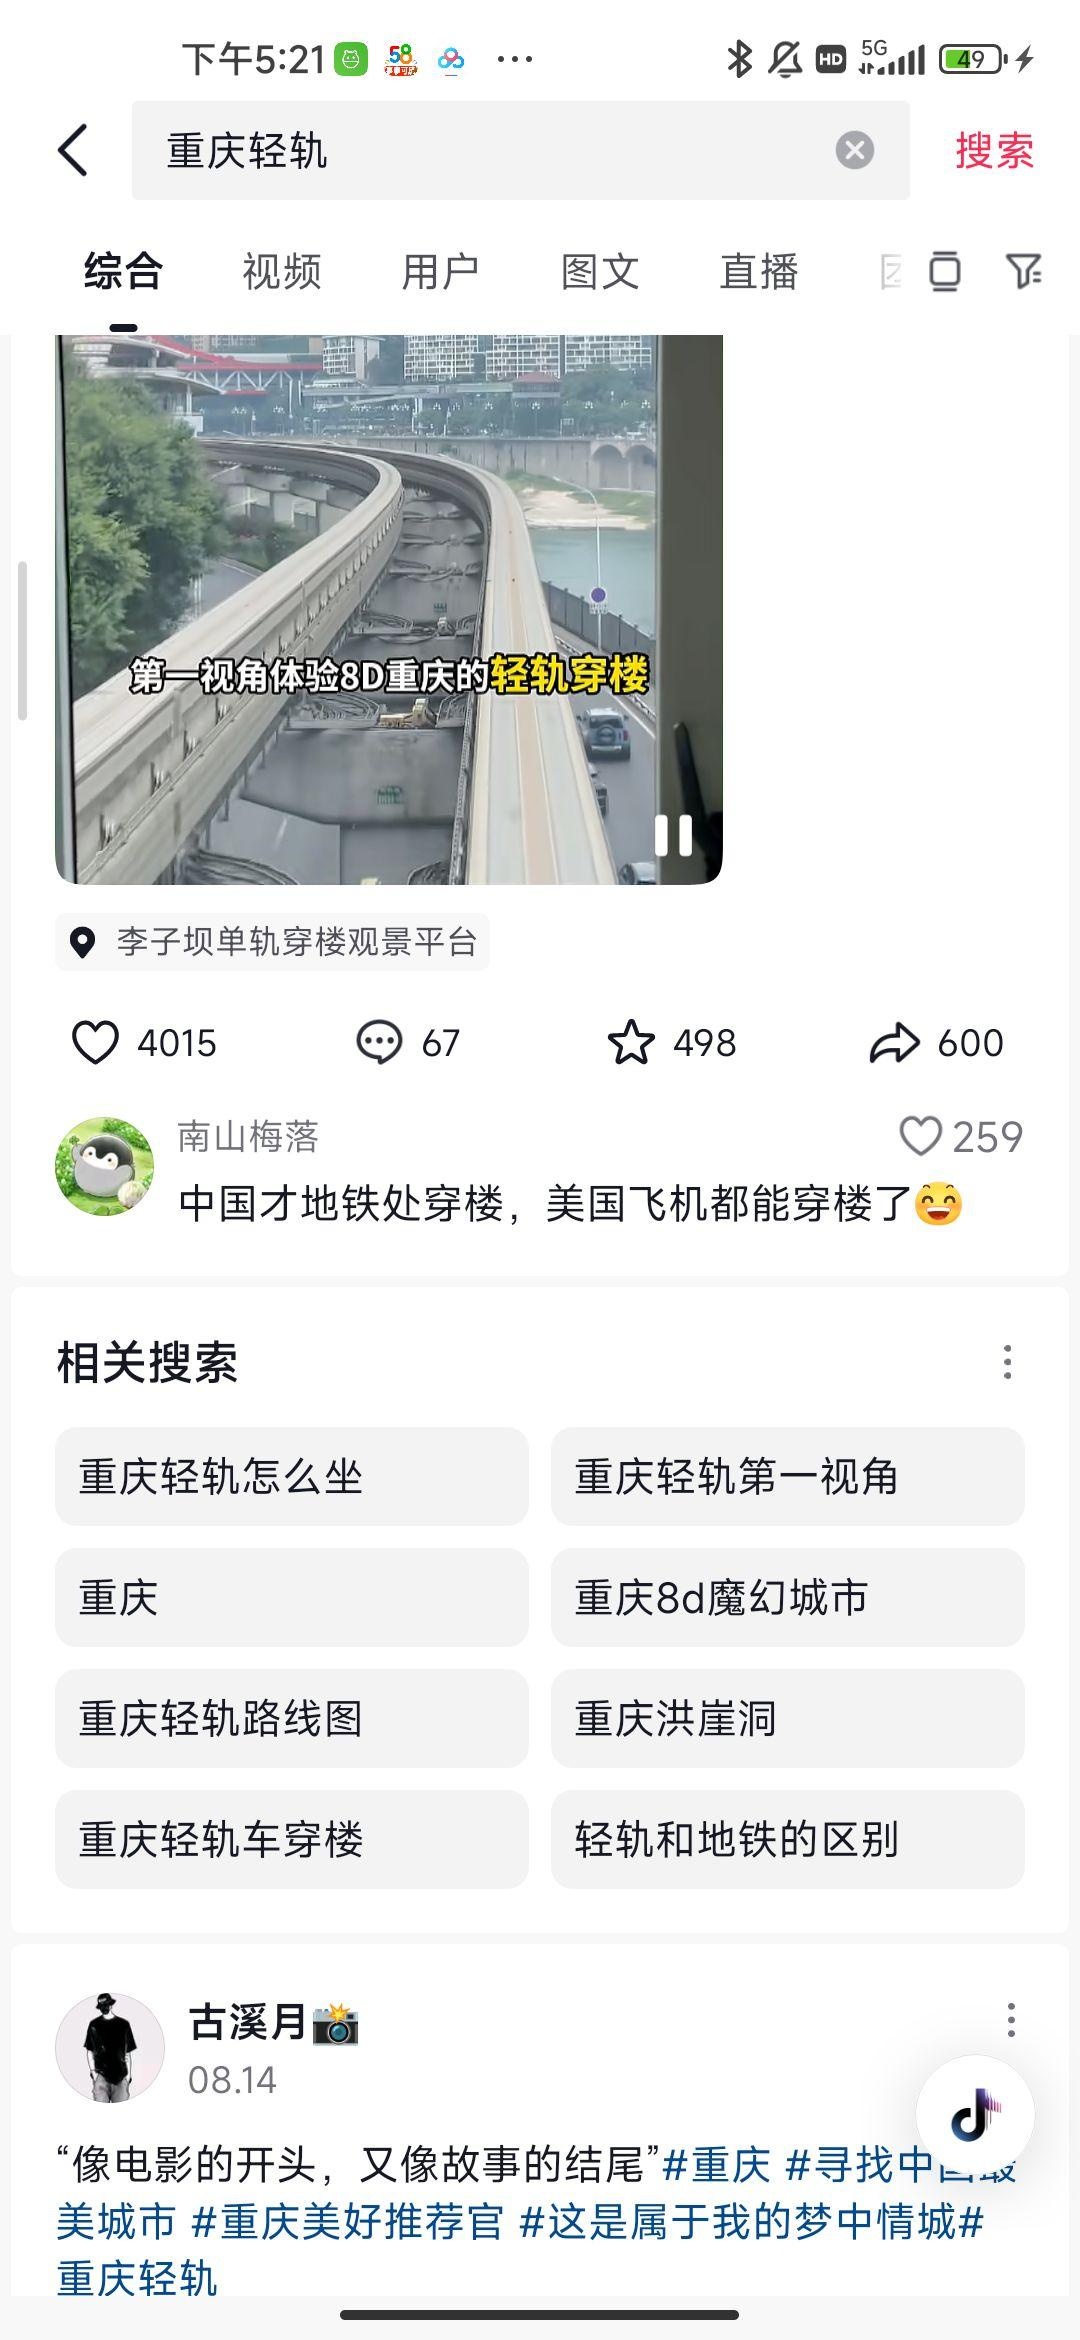 下午5:21
58
HD
5G
49
重庆轻轨
搜索
综合 视频 用户 图文 直播
第一视角体验8D重庆的轻轨穿楼
李子坝单轨穿楼观景平台
4015 67 498 600
南山梅落
259
中国才地铁处穿楼，美国飞机都能穿楼了
相关搜索
重庆轻轨怎么坐 重庆轻轨第一视角
重庆 重庆8d魔幻城市
重庆轻轨路线图 重庆洪崖洞
重庆轻轨车穿楼 轻轨和地铁的区别
古溪月
08.14
“像电影的开头，又像故事的结尾”#重庆 #寻找中国最
美城市 #重庆美好推荐官 #这是属于我的梦中情城#
重庆轻轨